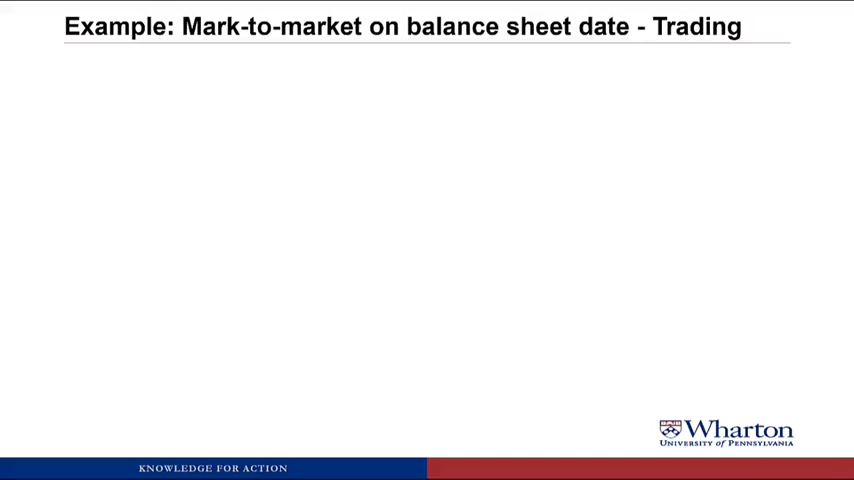 Example: Mark-to-market on balance sheet date - Trading
Wharton
UNIVERSITY of PENNSYLVANIA
KNOWLEDGE FOR ACTION